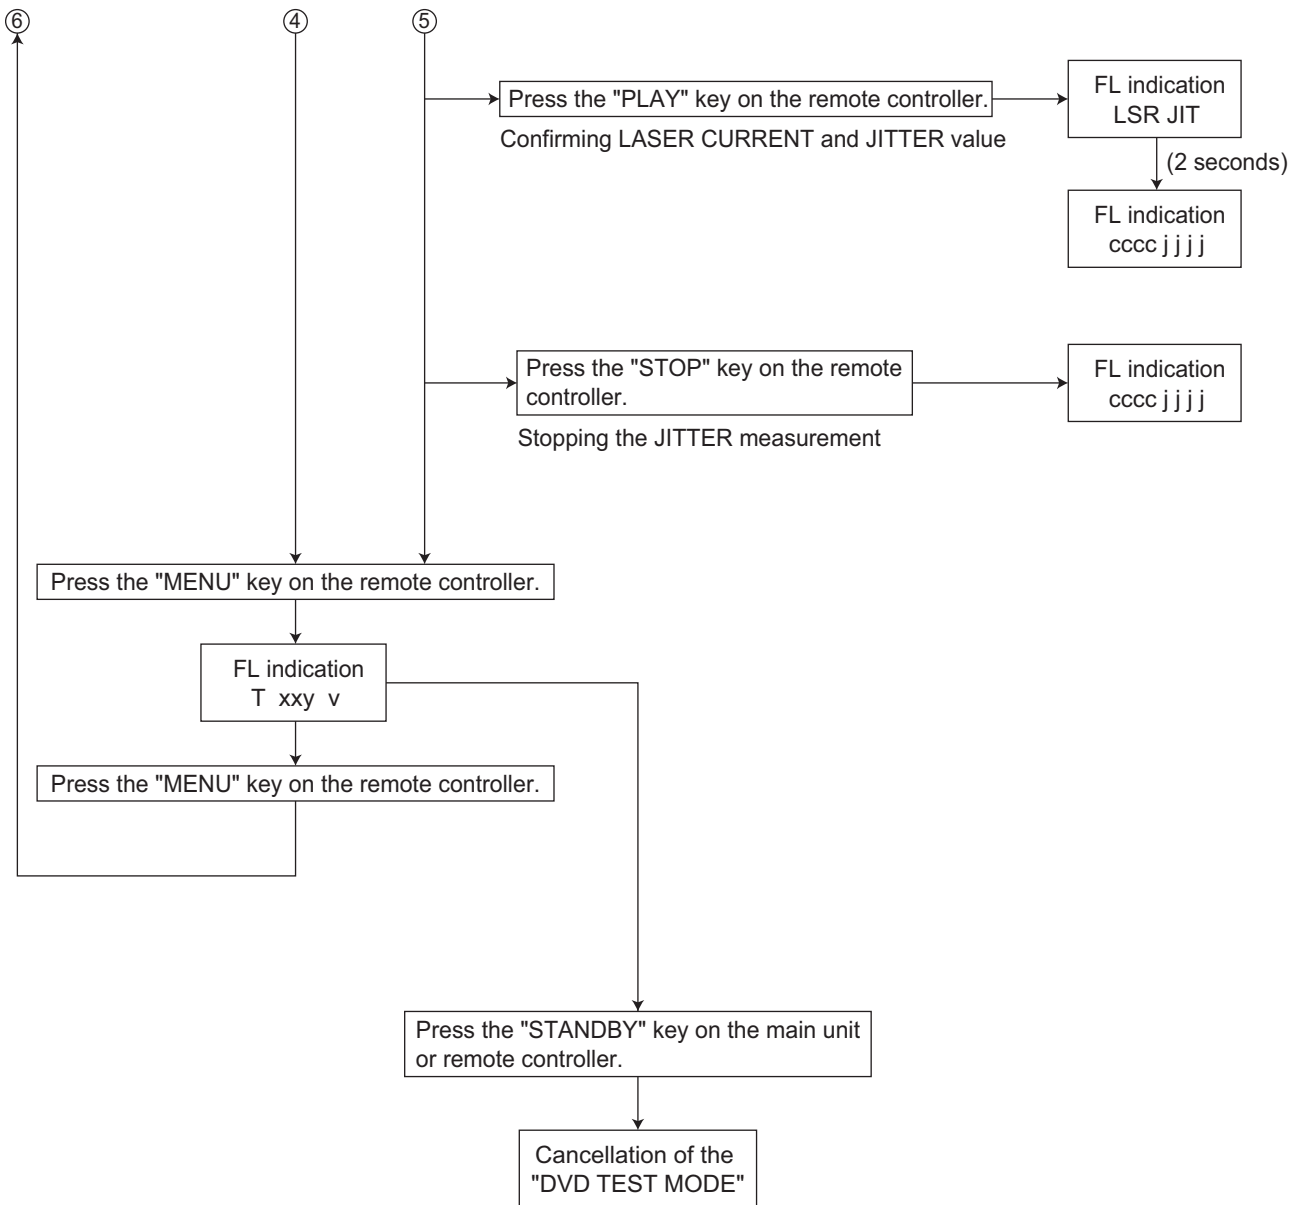 ⑥ ④ ⑤
Press the "PLAY" key on the remote controller.
Confirming LASER CURRENT and JITTER value
FL indication
LSR JIT
(2 seconds)
FL indication
cccc j j j j
Press the "STOP" key on the remote
controller.
Stopping the JITTER measurement
FL indication
cccc j j j j
Press the "MENU" key on the remote controller.
FL indication
T xxy v
Press the "MENU" key on the remote controller.
Press the "STANDBY" key on the main unit
or remote controller.
Cancellation of the
"DVD TEST MODE"